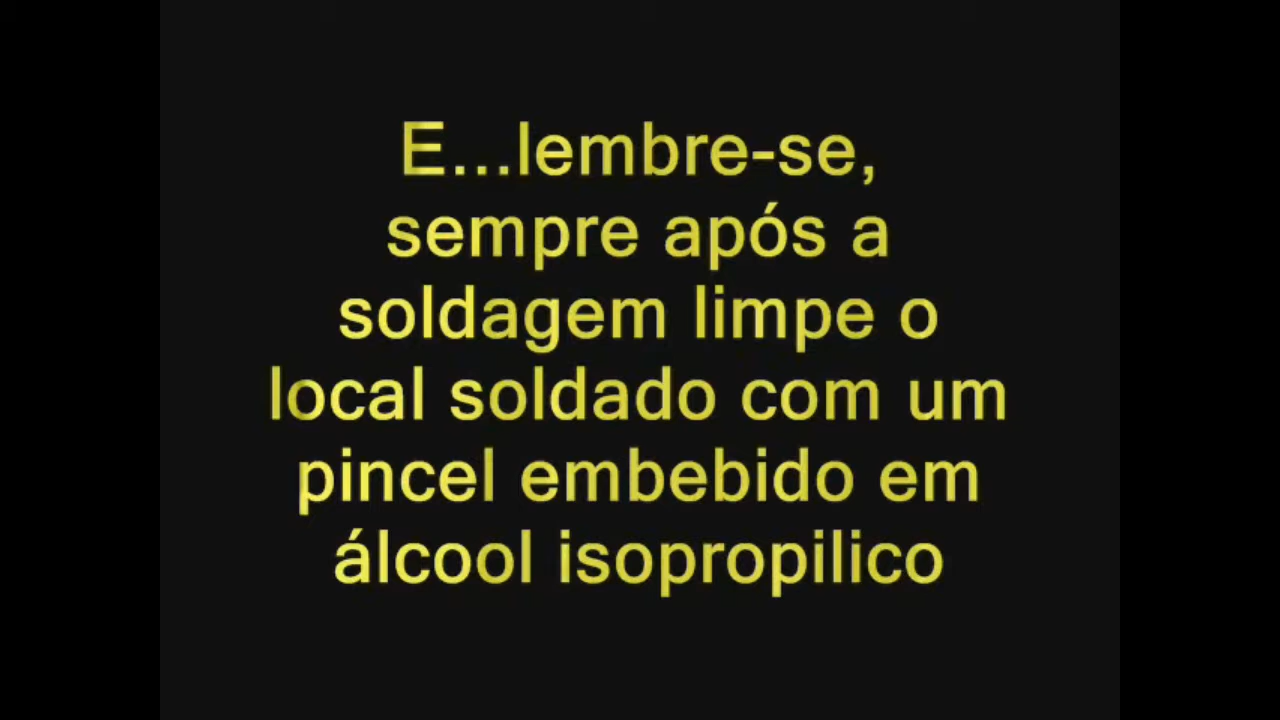 E...lembre-se,
sempre após a
soldagem limpe o
local soldado com um
pincel embebido em
álcool isopropilico